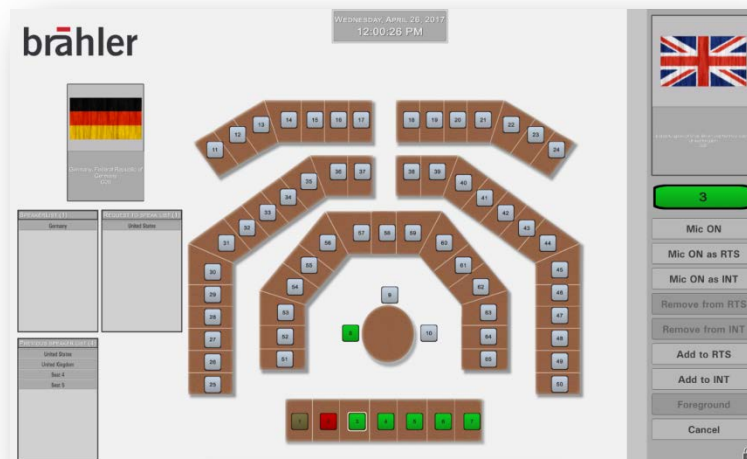 brähler
WEDNESDAY, APRIL 26, 2017
12:00:26 PM
Germany, Federal Republic of
Germany
SPEAKERLIST (1)
Germany
REQUEST TO SPEAK LIST (1)
United States
PREVIOUS SPEAKER LIST (4)
United States
United Kingdom
Seat: 4
Seat: 5
11 12 13 14 15 16 17
18 19 20 21 22 23 24
25 26 27 28 29 30 31 32 33 34 35 36 37
38 39 40 41 42 43 44 45 46 47 48 49 50
51 52 53 54 55 56 57 58 59 60 61 62 63 64 65
9
8
10
1 2 3 4 5 6 7
3
Mic ON
Mic ON as RTS
Mic ON as INT
Remove from RTS
Remove from INT
Add to RTS
Add to INT
Foreground
Cancel